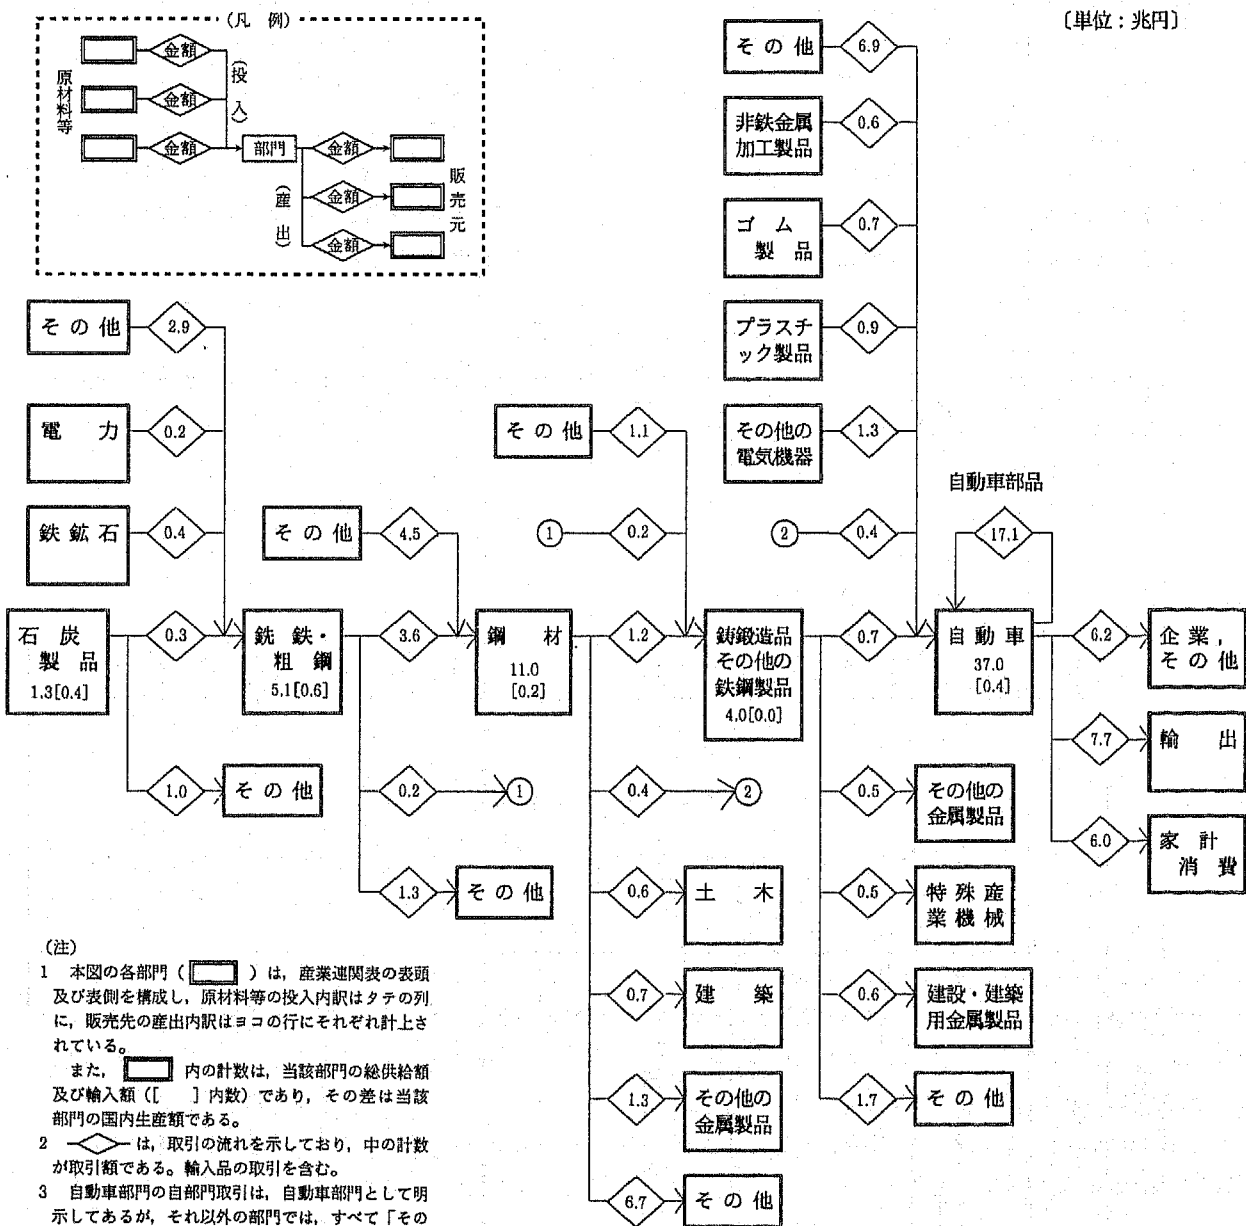 (凡 例)
〔単位：兆円〕
原材料等
金額
金額
金額
(投入)
部門
(産出)
金額
金額
金額
販売元
その他
6.9
非鉄金属
加工製品
0.6
ゴム
製品
0.7
プラスチ
ック製品
0.9
その他の
電気機器
1.3
②
0.4
その他
2.9
電力
0.2
鉄鉱石
0.4
石炭
製品
1.3[0.4]
0.3
1.0
その他
銑鉄・
粗鋼
5.1[0.6]
その他
4.5
3.6
0.2
①
1.3
その他
鋼材
11.0
[0.2]
その他
1.1
①
0.2
1.2
0.4
②
0.6
土木
0.7
建築
1.3
その他の
金属製品
6.7
その他
鋳鍛造品
その他の
鉄鋼製品
4.0[0.0]
0.7
0.5
その他の
金属製品
0.5
特殊産
業機械
0.6
建設・建築
用金属製品
1.7
その他
自動車部品
17.1
自動車
37.0
[0.4]
6.2
企業，
その他
7.7
輸出
6.0
家計
消費
(注)
1 本図の各部門（ ）は，産業連関表の表頭
及び表側を構成し，原材料等の投入内訳はタテの列
に，販売先の産出内訳はヨコの行にそれぞれ計上さ
れている。
また， 内の計数は，当該部門の総供給額
及び輸入額（[ ]内数）であり，その差は当該
部門の国内生産額である。
2 は，取引の流れを示しており，中の計数
が取引額である。輸入品の取引を含む。
3 自動車部門の自部門取引は，自動車部門として明
示してあるが，それ以外の部門では，すべて「その